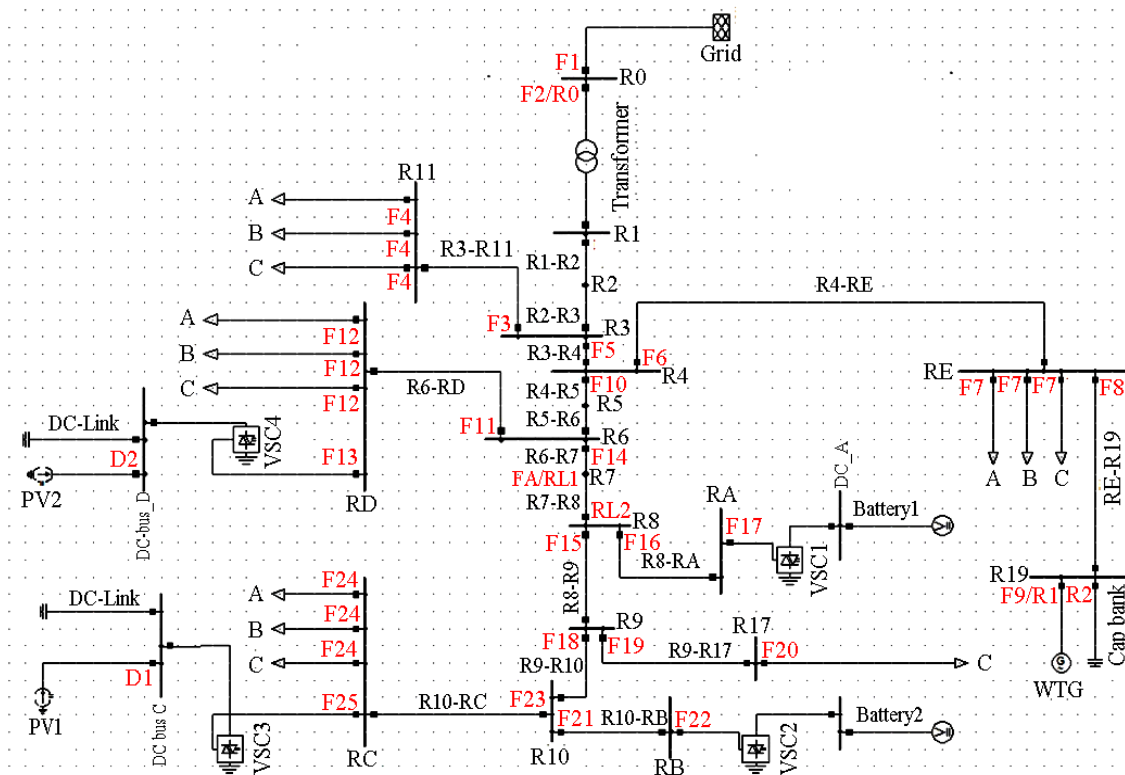 Grid
F1
R0
F2/R0
Transformer
R11
A
F4
B
R1
F4
R3-R11
C
F4
R1-R2
R2
R4-RE
A
R2-R3
F3
R3
F12
F5
B
R3-R4
F6
F12
F10
R4
RE
F7
F7
F7
F8
C
R6-RD
R4-R5
R5
F12
R5-R6
F11
R6
DC-Link
VSC4
R6-R7
F14
D2
F13
FA/RL1
R7
A
B
C
RE-R19
PV2
DC-bus_D
RD
R7-R8
RL2
R8
RA
DC_A
Battery1
F15
F16
F17
R8-RA
VSC1
R19
F9/R1
R2
Cap bank
WTG
F24
A
DC-Link
F24
R8-R9
B
R9
F24
F18
F19
R17
C
R9-R17
F20
C
D1
R9-R10
PV1
DC bus C
F25
R10-RC
F23
F21
R10-RB
F22
Battery2
VSC3
RC
R10
RB
VSC2